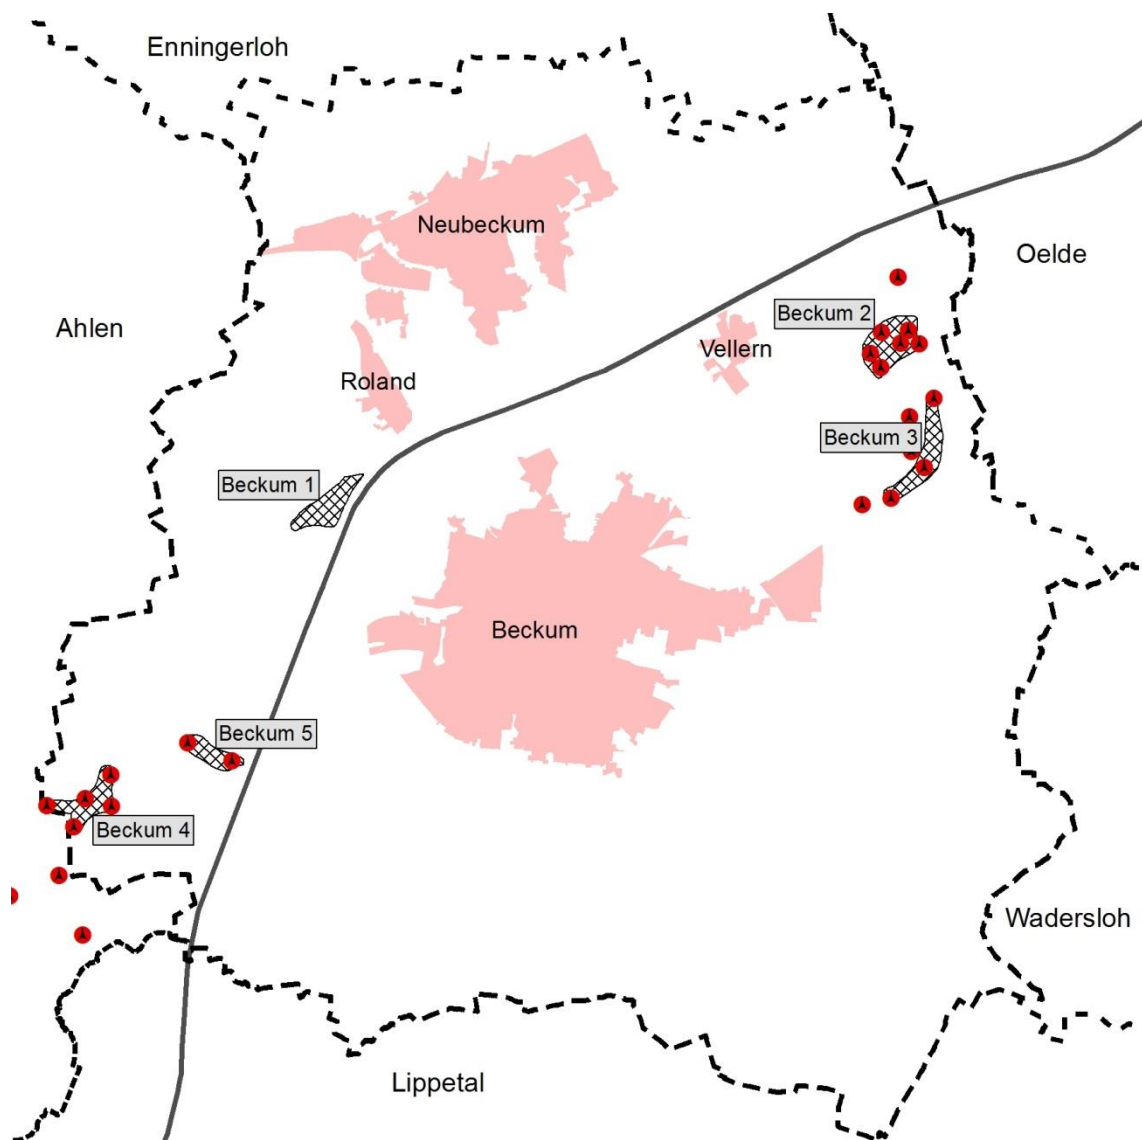 Enningerloh
Neubeckum
Oelde
Beckum 2
Ahlen
Vellern
Roland
Beckum 3
Beckum 1
Beckum
Beckum 5
Beckum 4
Wadersloh
Lippetal